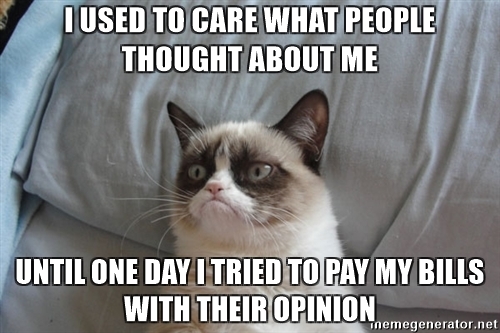 I USED TO CARE WHAT PEOPLE
THOUGHT ABOUT ME
UNTIL ONE DAY I TRIED TO PAY MY BILLS
WITH THEIR OPINION
memegenerator.net